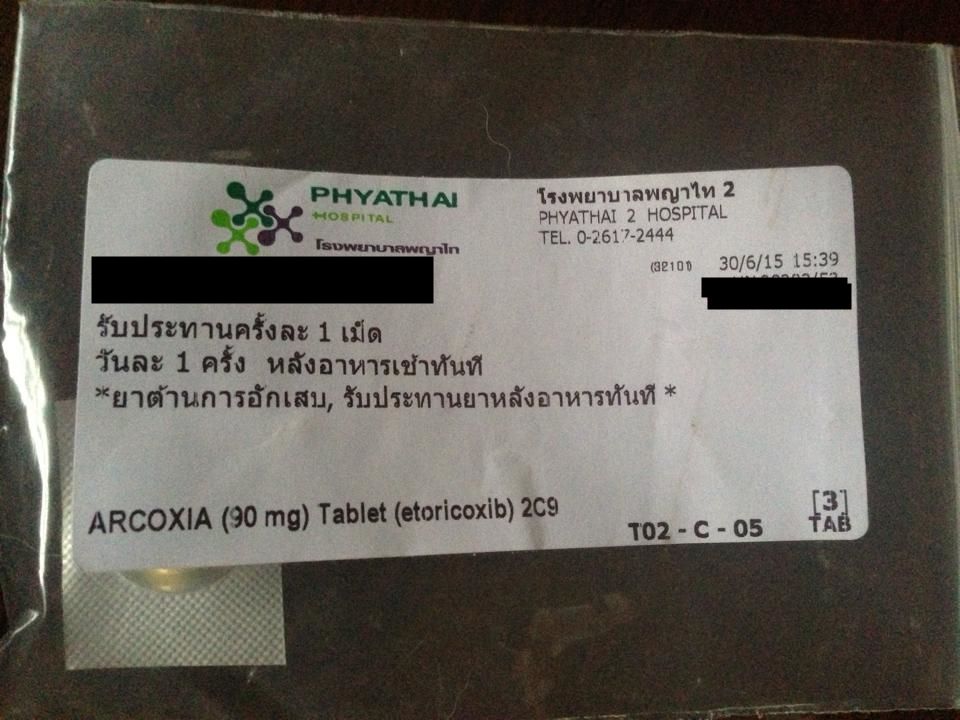 PHYATHAI
HOSPITAL
โรงพยาบาลพญาไท
โรงพยาบาลพญาไท 2
PHYATHAI 2 HOSPITAL
TEL. 0-2617-2444
(32101) 30/6/15 15:39
รับประทานครั้งละ 1 เม็ด
วันละ 1 ครั้ง หลังอาหารเช้าทันที
*ยาต้านการอักเสบ, รับประทานยาหลังอาหารทันที *
ARCOXIA (90 mg) Tablet (etoricoxib) 2C9
T02 - C - 05
[3]
TAB